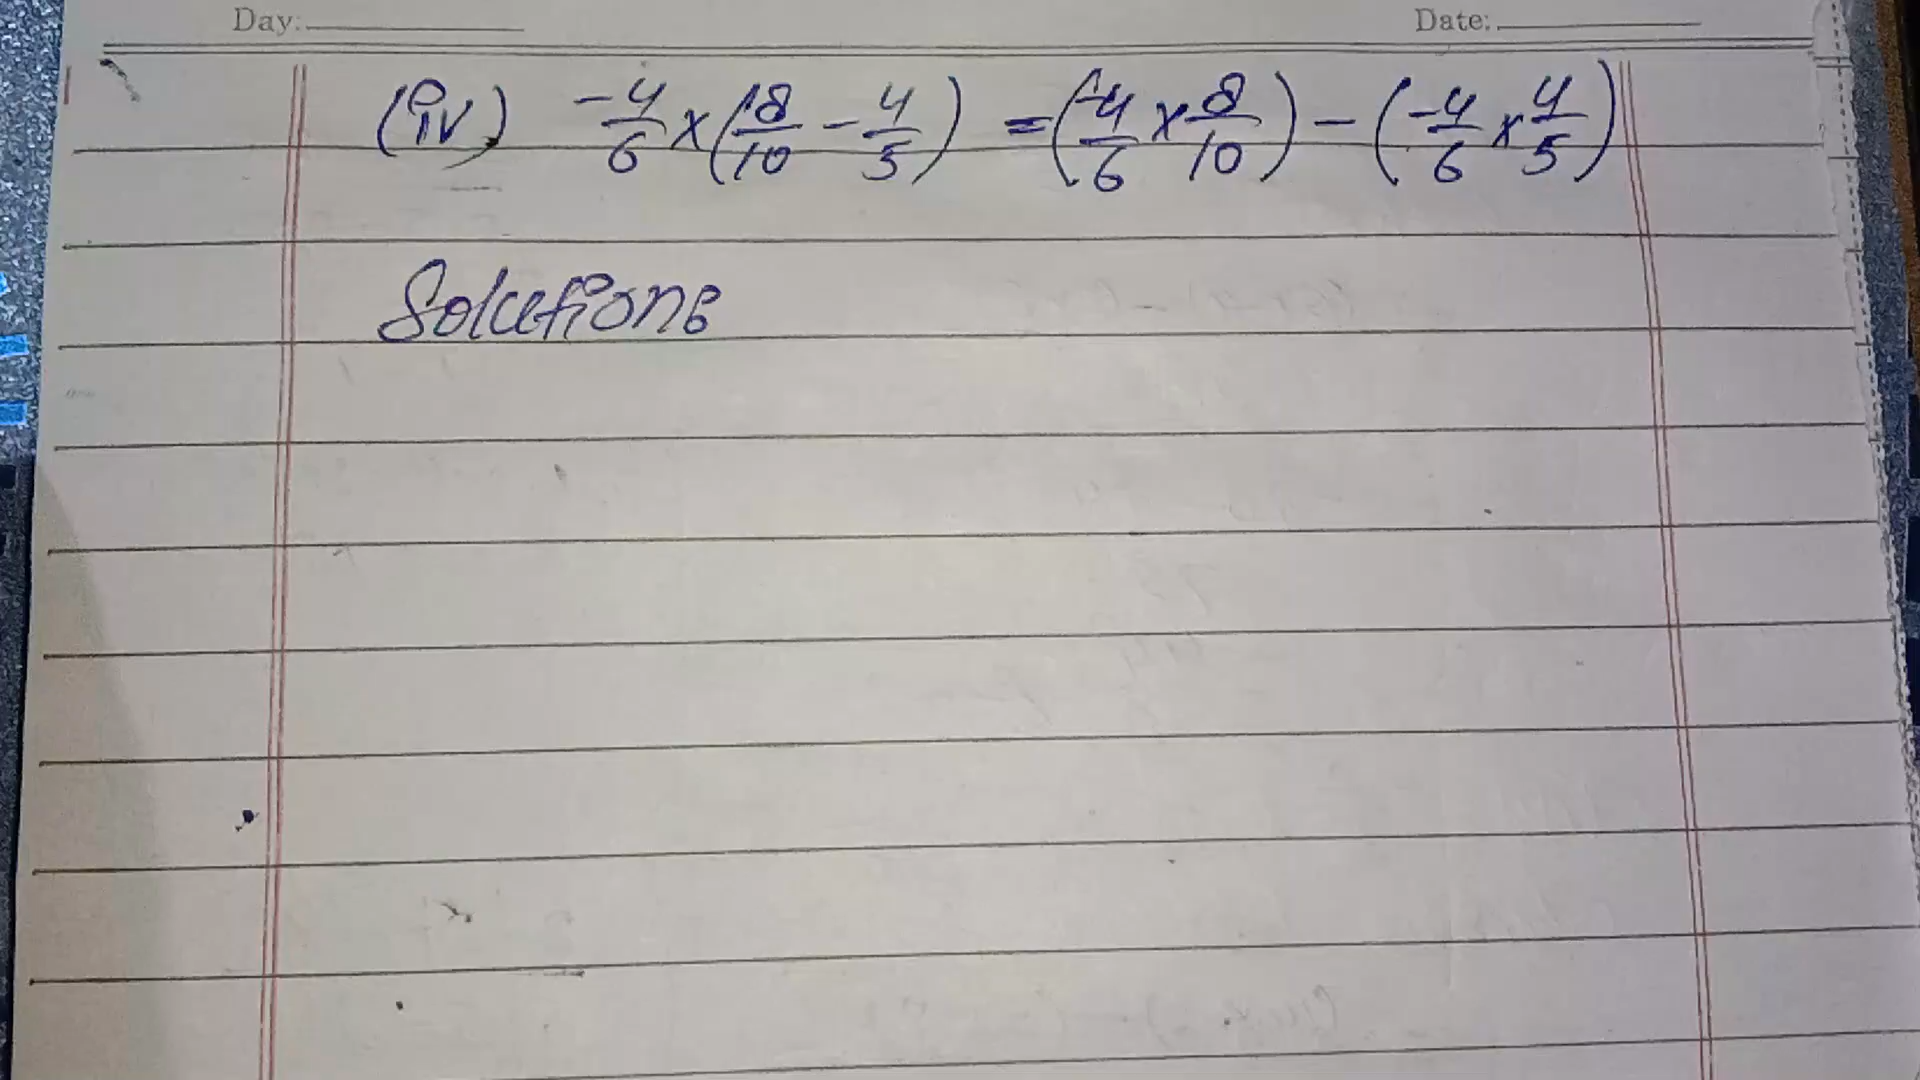 Day: Date:
(iv) -4/6 × (8/10 - 4/5) = (-4/6 × 8/10) - (-4/6 × 4/5)
Solution: